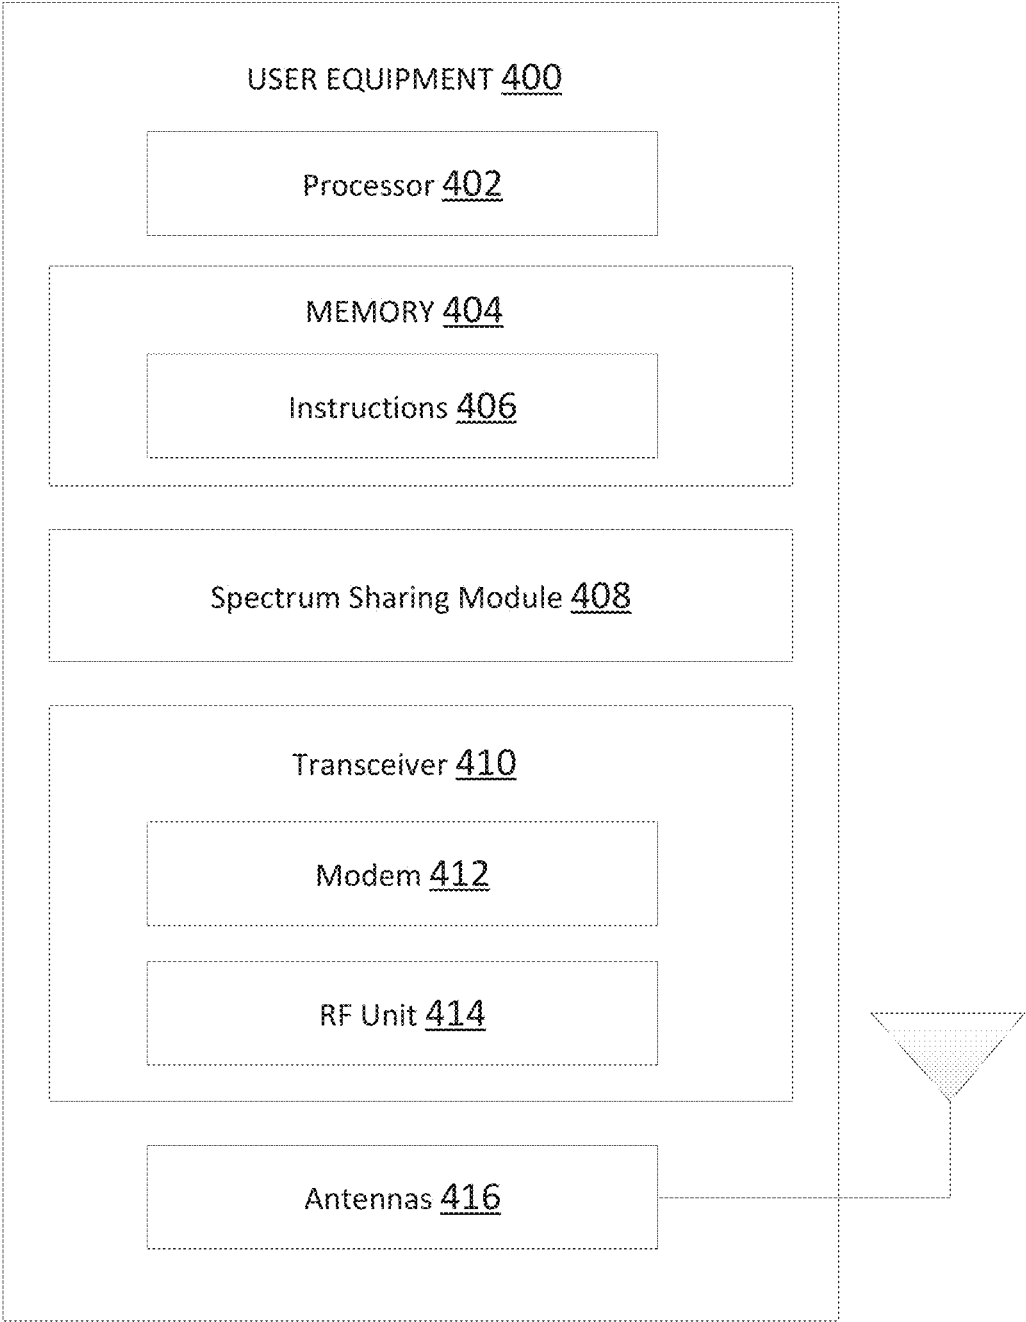 USER EQUIPMENT 400
Processor 402
MEMORY 404
Instructions 406
Spectrum Sharing Module 408
Transceiver 410
Modem 412
RF Unit 414
Antennas 416